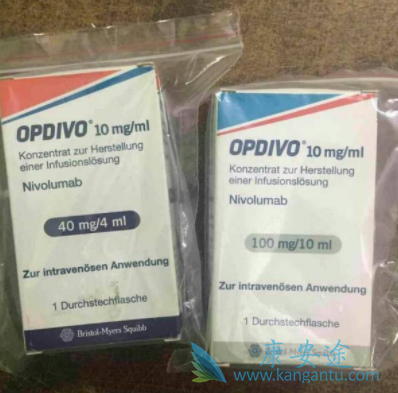 OPDIVO® 10 mg/ml
Konzentrat zur Herstellung
einer Infusionslösung
Nivolumab
40 mg/4 ml
Zur intravenösen Anwendung
1 Durchstechflasche
Bristol-Myers Squibb
OPDIVO® 10 mg/ml
Konzentrat zur Herstellung
einer Infusionslösung
Nivolumab
100 mg/10 ml
Zur intravenösen Anwendung
1 Durchstechflasche
康安途
www.kangantu.com